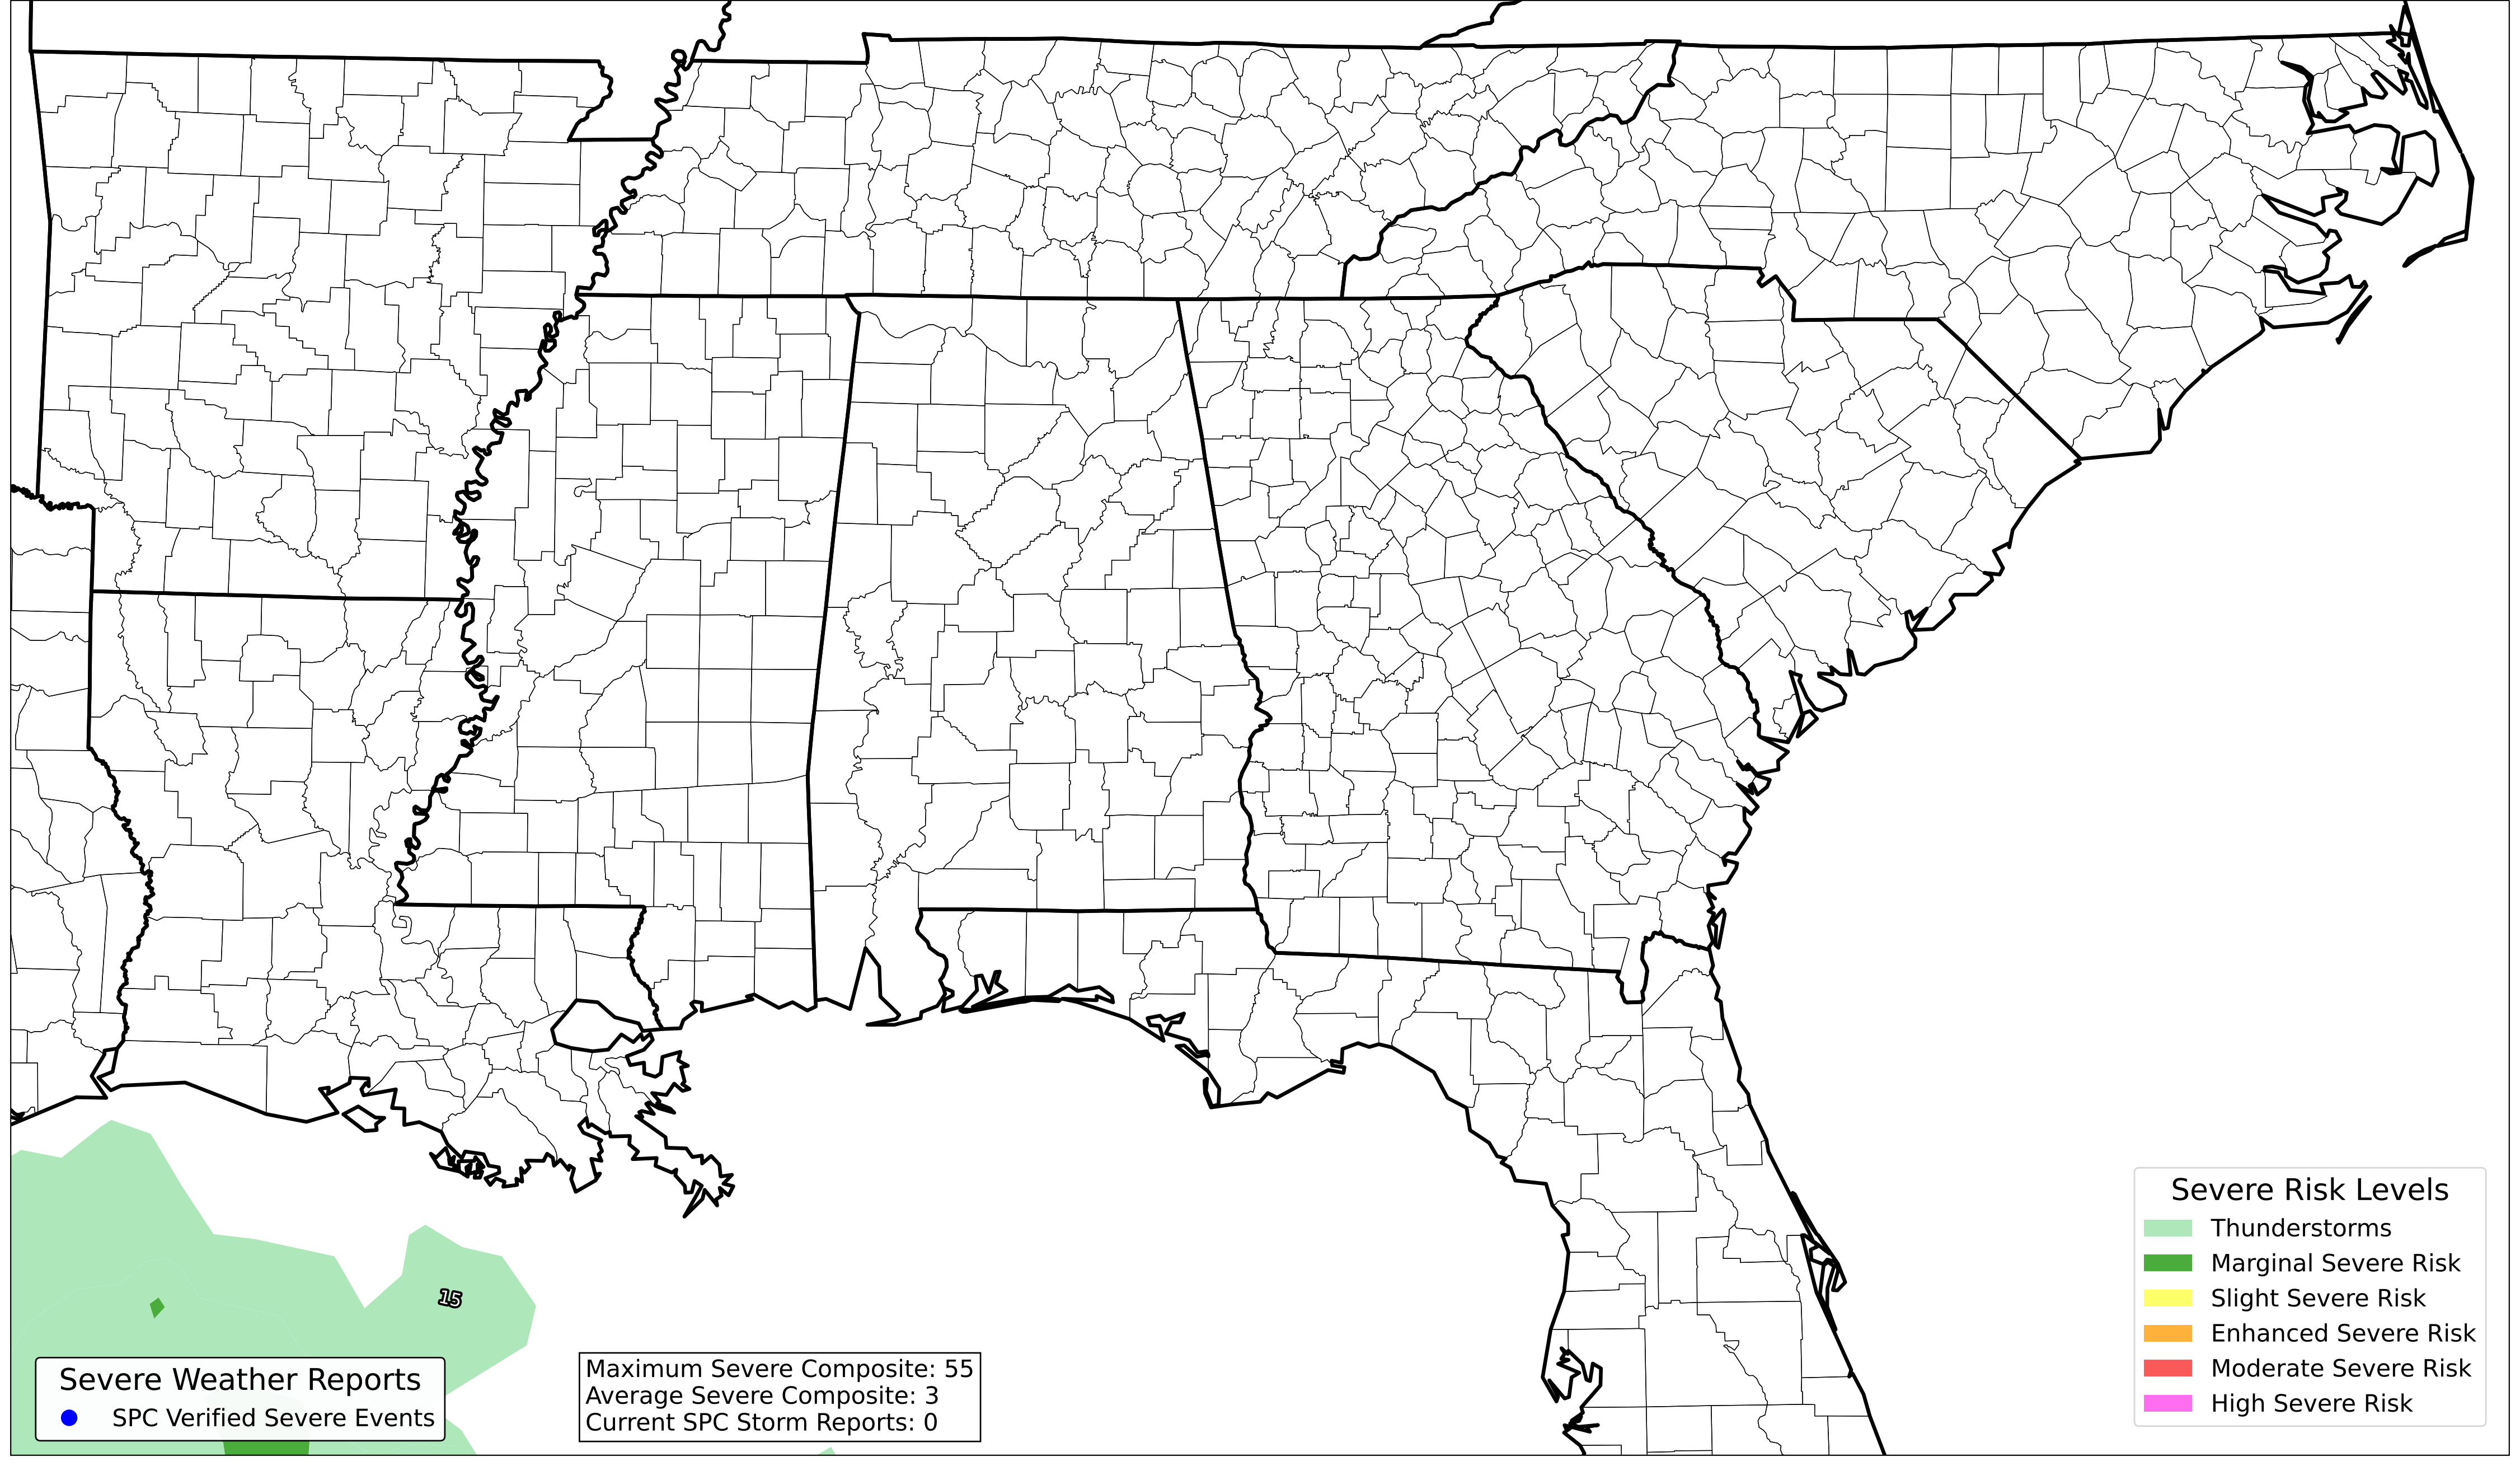 15
Severe Weather Reports
SPC Verified Severe Events
Maximum Severe Composite: 55
Average Severe Composite: 3
Current SPC Storm Reports: 0
Severe Risk Levels
Thunderstorms
Marginal Severe Risk
Slight Severe Risk
Enhanced Severe Risk
Moderate Severe Risk
High Severe Risk